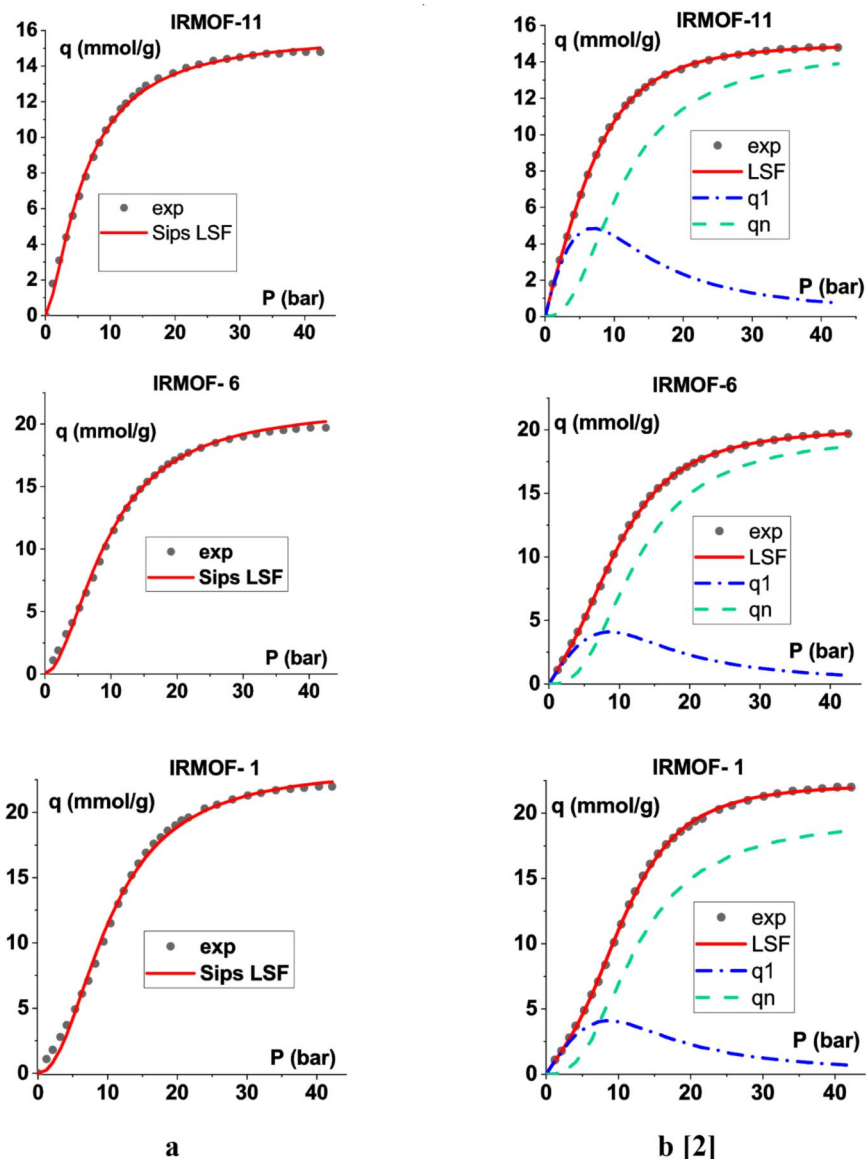 IRMOF-11
q (mmol/g)
16
14
12
10
8
6
4
2
0
exp
Sips LSF
P (bar)
0 10 20 30 40
IRMOF-11
q (mmol/g)
16
14
12
10
8
6
4
2
0
exp
LSF
q1
qn
P (bar)
0 10 20 30 40
IRMOF- 6
q (mmol/g)
20
15
10
5
0
exp
Sips LSF
P (bar)
0 10 20 30 40
IRMOF-6
q (mmol/g)
20
15
10
5
0
exp
LSF
q1
qn
P (bar)
0 10 20 30 40
IRMOF- 1
q (mmol/g)
20
15
10
5
0
exp
Sips LSF
P (bar)
0 10 20 30 40
IRMOF- 1
q (mmol/g)
20
15
10
5
0
exp
LSF
q1
qn
P (bar)
0 10 20 30 40
a
b [2]